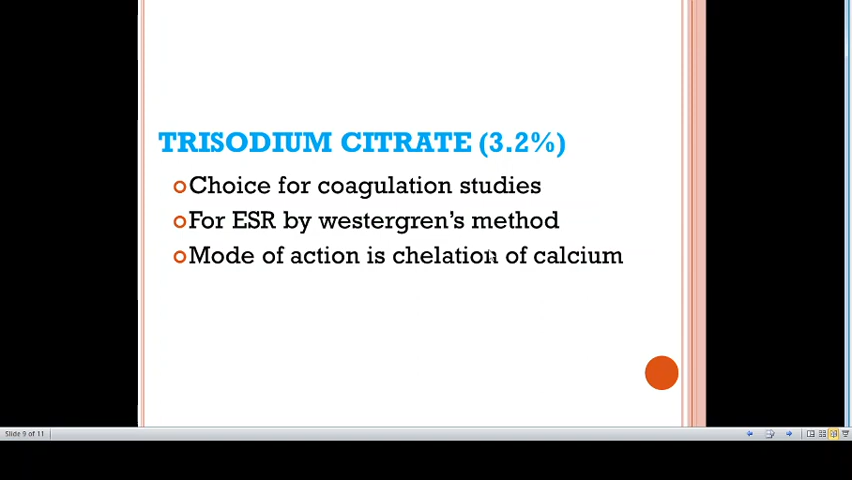 TRISODIUM CITRATE (3.2%)
Choice for coagulation studies
For ESR by westergren's method
Mode of action is chelation of calcium
Slide 9 of 11